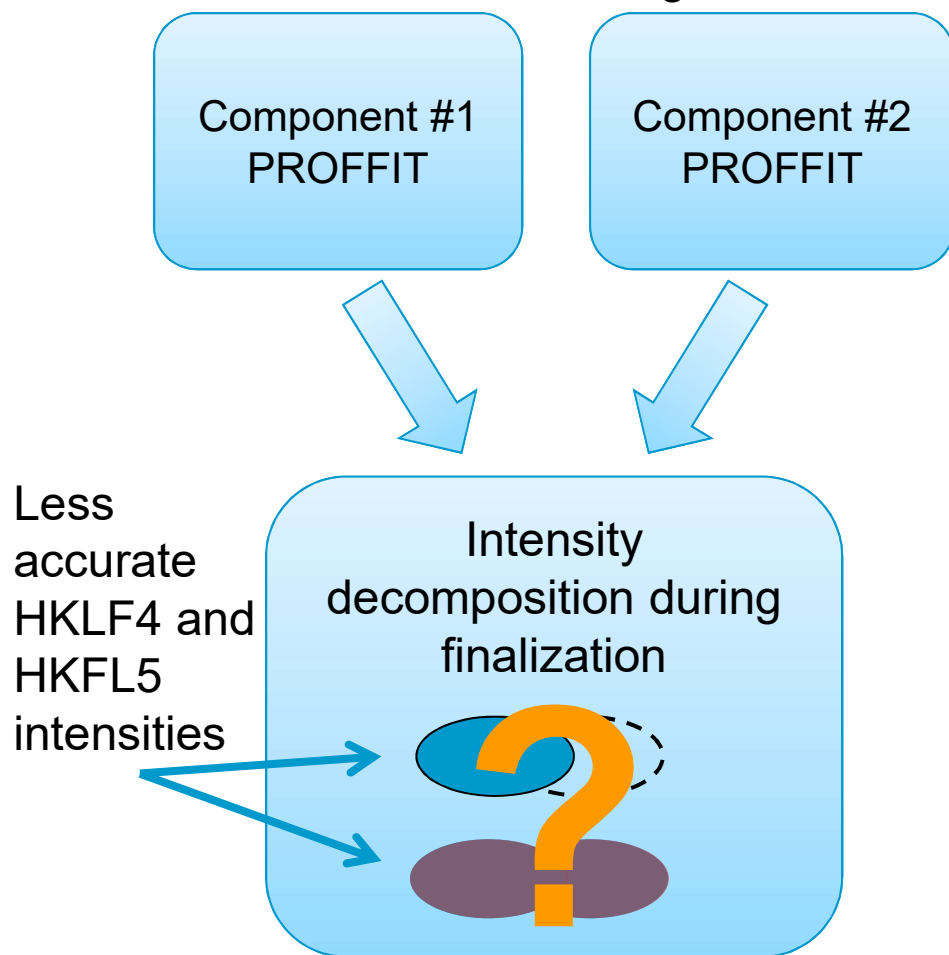 Component #1
PROFFIT
Component #2
PROFFIT
Less
accurate
HKLF4 and
HKFL5
intensities
Intensity
decomposition during
finalization
?